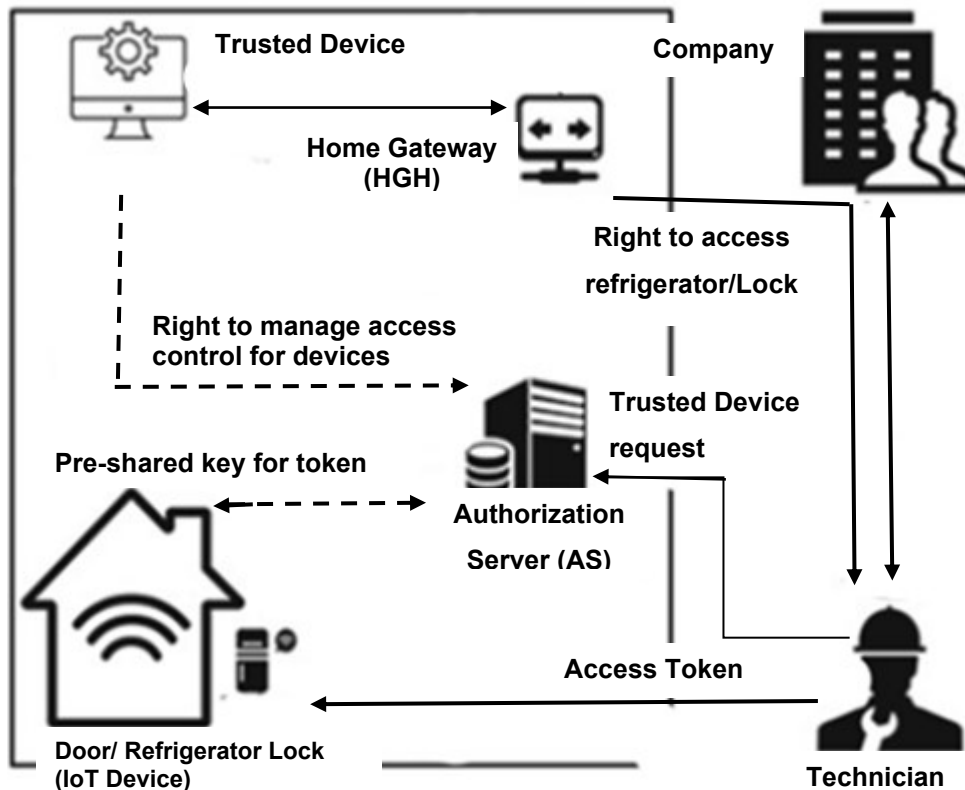 Trusted Device
Company
Home Gateway
(HGH)
Right to access
refrigerator/Lock
Right to manage access
control for devices
Trusted Device
request
Pre-shared key for token
Authorization
Server (AS)
Access Token
Door/ Refrigerator Lock
(IoT Device)
Technician